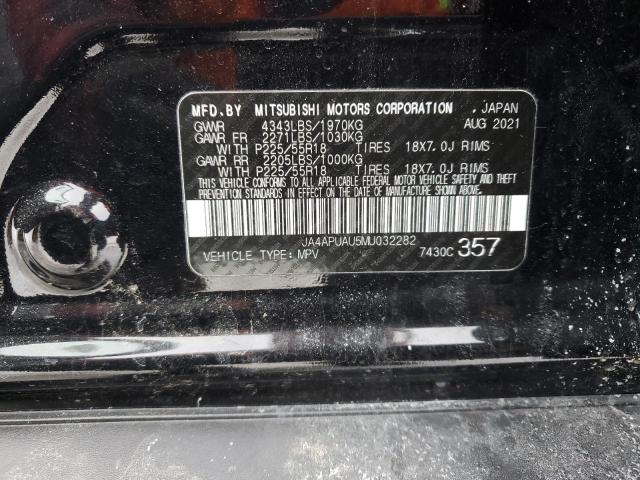 MFD.BY MITSUBISHI MOTORS CORPORATION . JAPAN
GVWR 4343LBS/1970KG AUG 2021
GAWR FR 2271LBS/1030KG
WITH P225/55R18 TIRES 18X7.0J RIMS
GAWR RR 2205LBS/1000KG
WITH P225/55R18 TIRES 18X7.0J RIMS
THIS VEHICLE CONFORMS TO ALL APPLICABLE FEDERAL MOTOR VEHICLE SAFETY AND THEFT
PREVENTION STANDARDS IN EFFECT ON THE DATE OF MANUFACTURE SHOWN ABOVE.
JA4APUAU5MU032282
VEHICLE TYPE:MPV 7430C 357